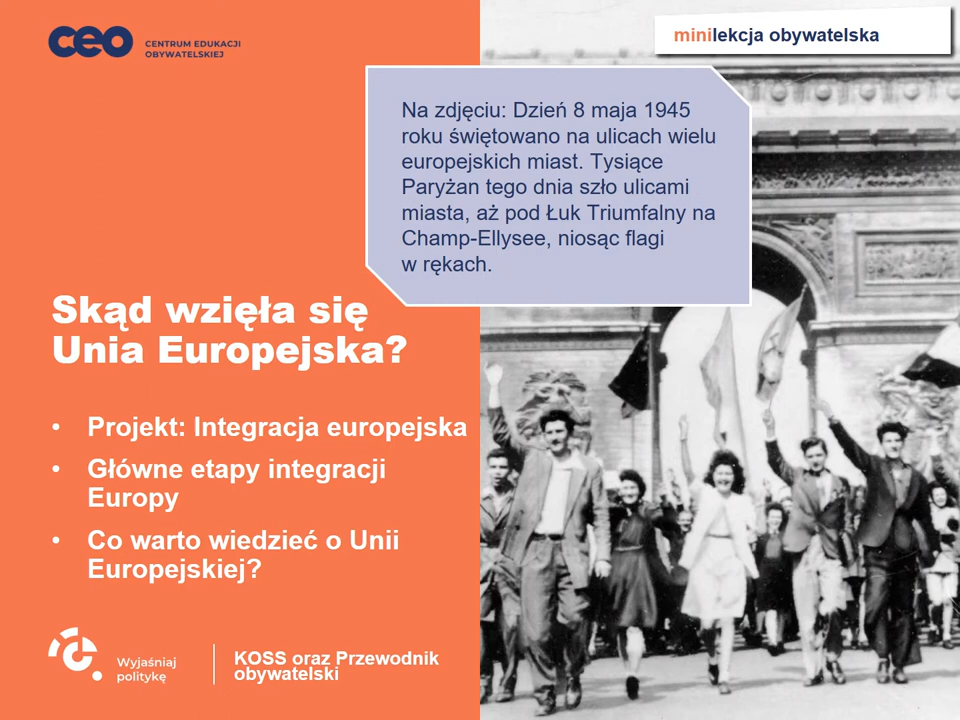 ceo CENTRUM EDUKACJI
OBYWATELSKIEJ
minilekcja obywatelska
Na zdjęciu: Dzień 8 maja 1945
roku świętowano na ulicach wielu
europejskich miast. Tysiące
Paryżan tego dnia szło ulicami
miasta, aż pod Łuk Triumfalny na
Champ-Ellysee, niosąc flagi
w rękach.
Skąd wzięła się
Unia Europejska?
• Projekt: Integracja europejska
• Główne etapy integracji
Europy
• Co warto wiedzieć o Unii
Europejskiej?
Wyjaśniaj
politykę
KOSS oraz Przewodnik
obywatelski